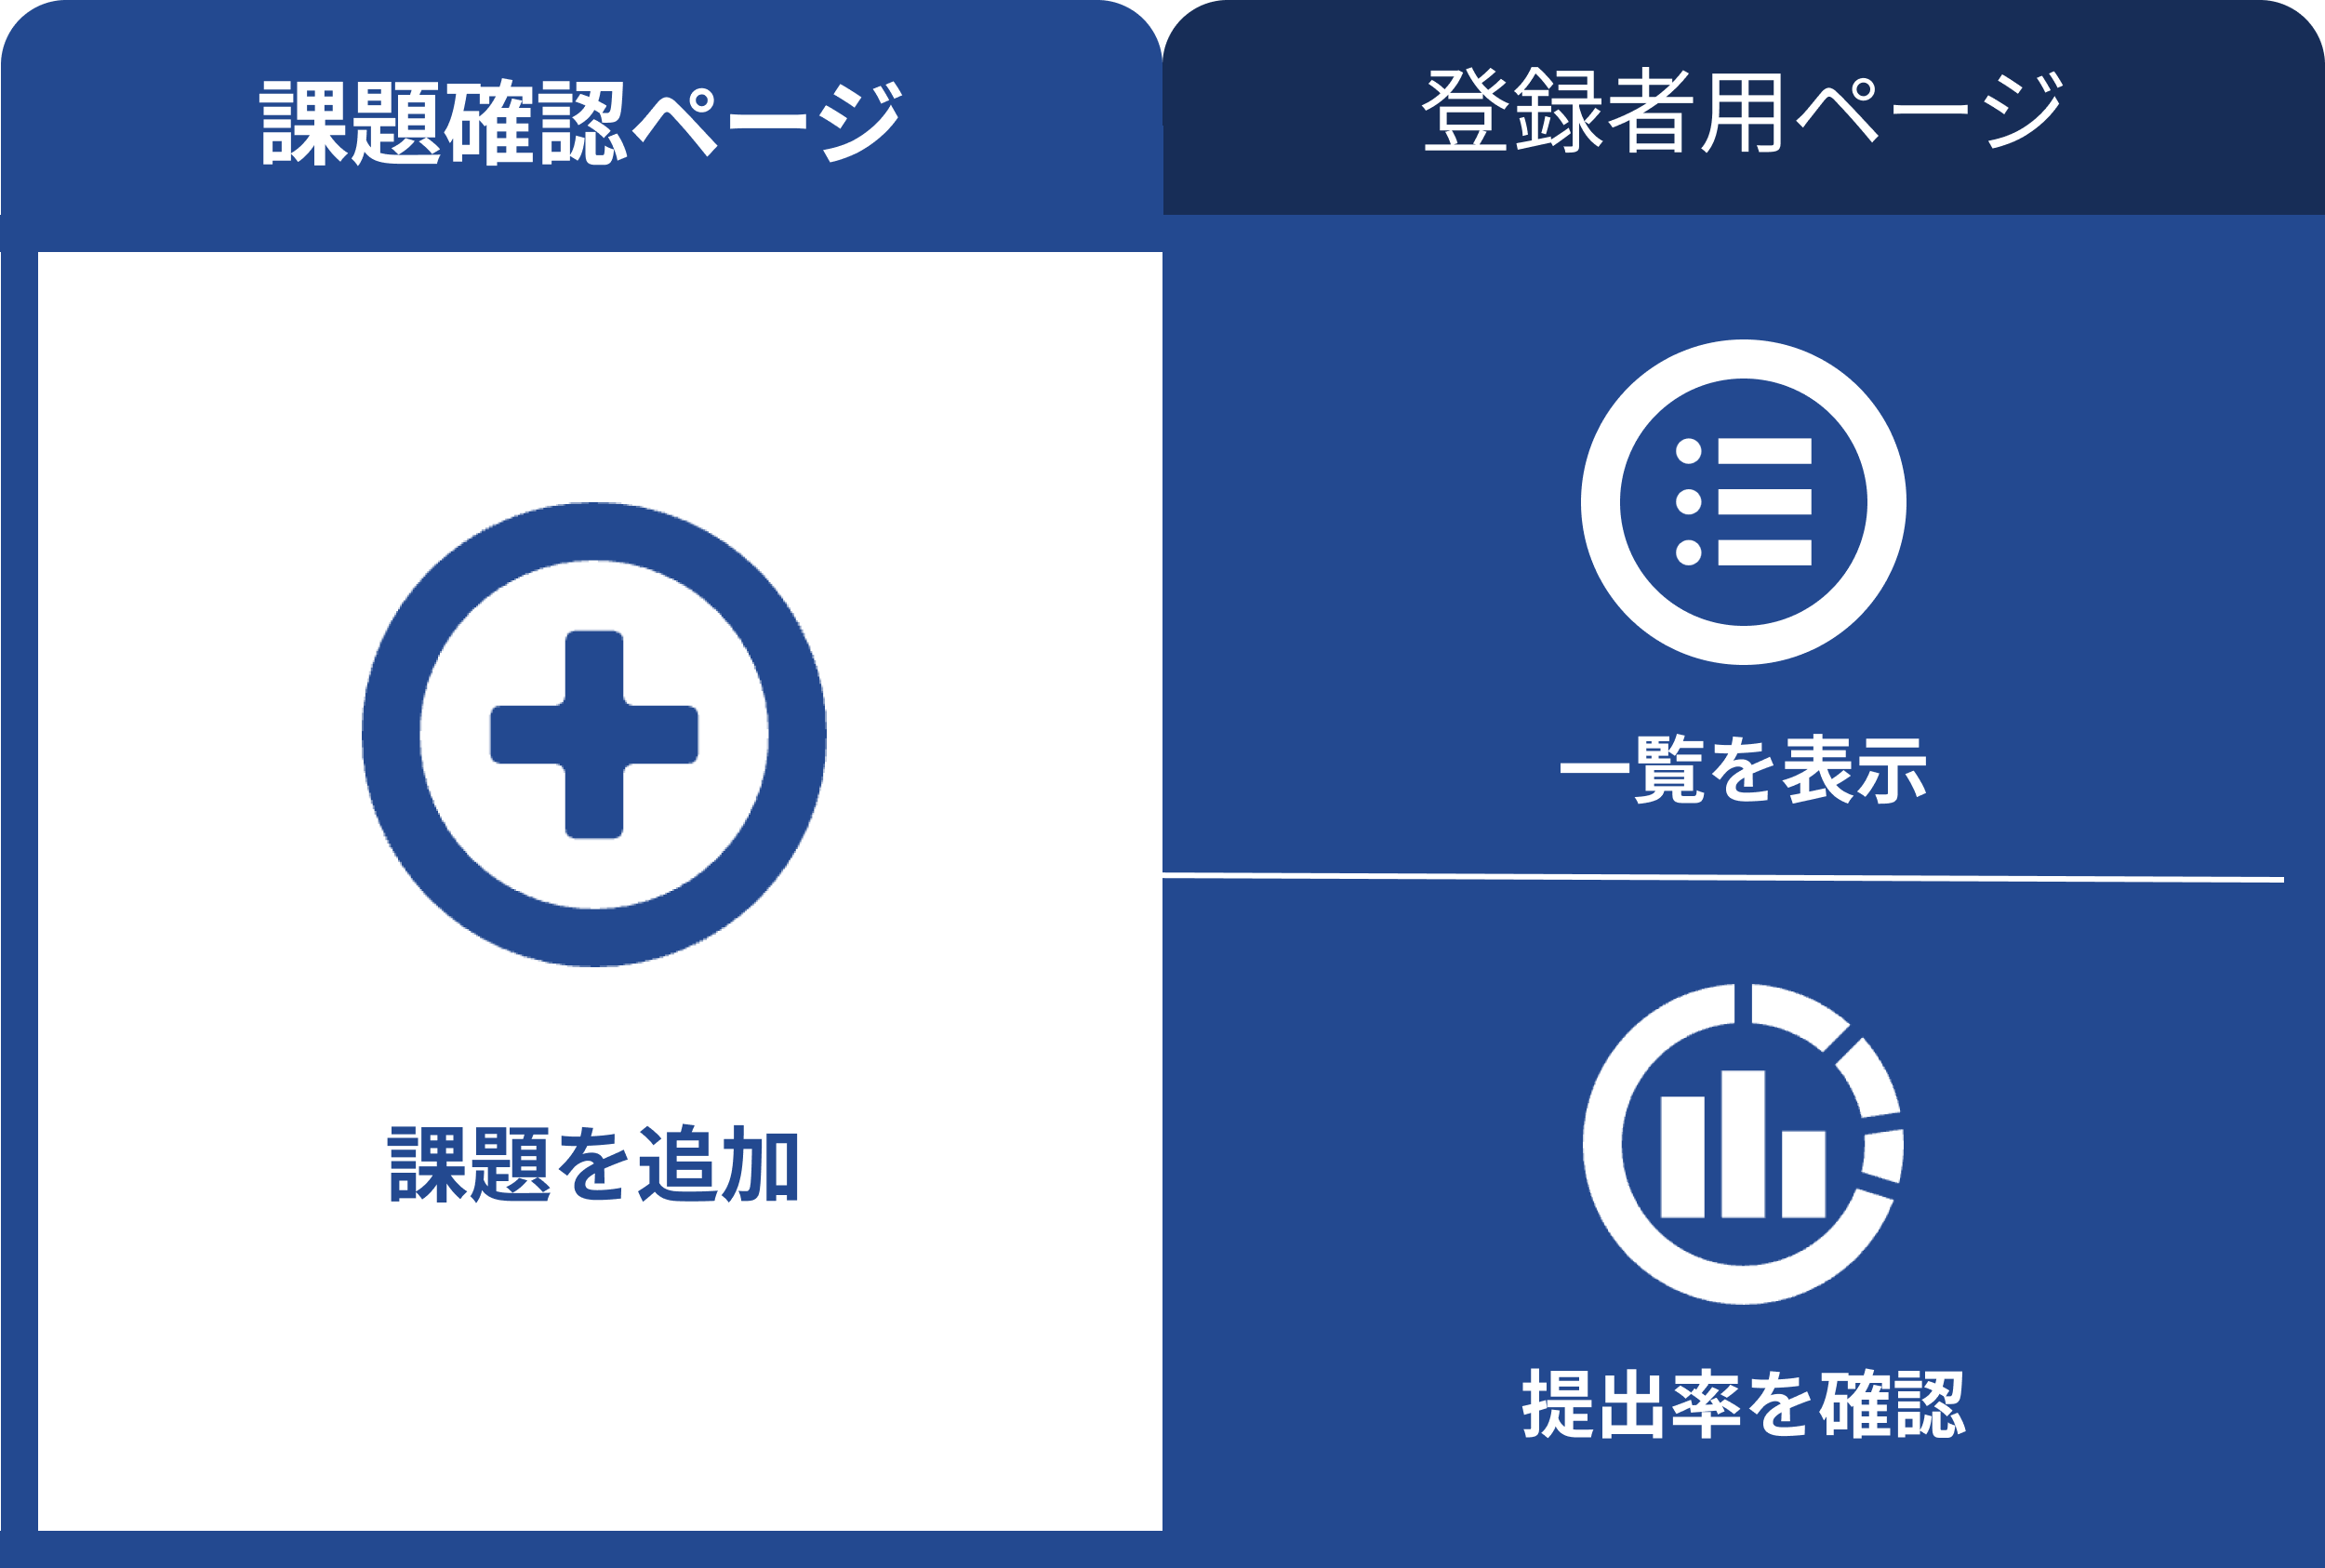 課題確認ページ
登録者用ページ
課題を追加
一覧を表示
提出率を確認